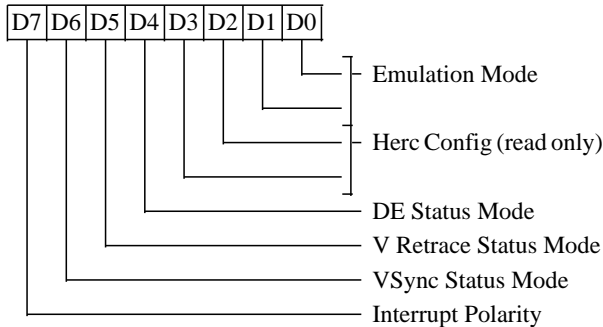 D7 D6 D5 D4 D3 D2 D1 D0
Emulation Mode
Herc Config (read only)
DE Status Mode
V Retrace Status Mode
VSync Status Mode
Interrupt Polarity